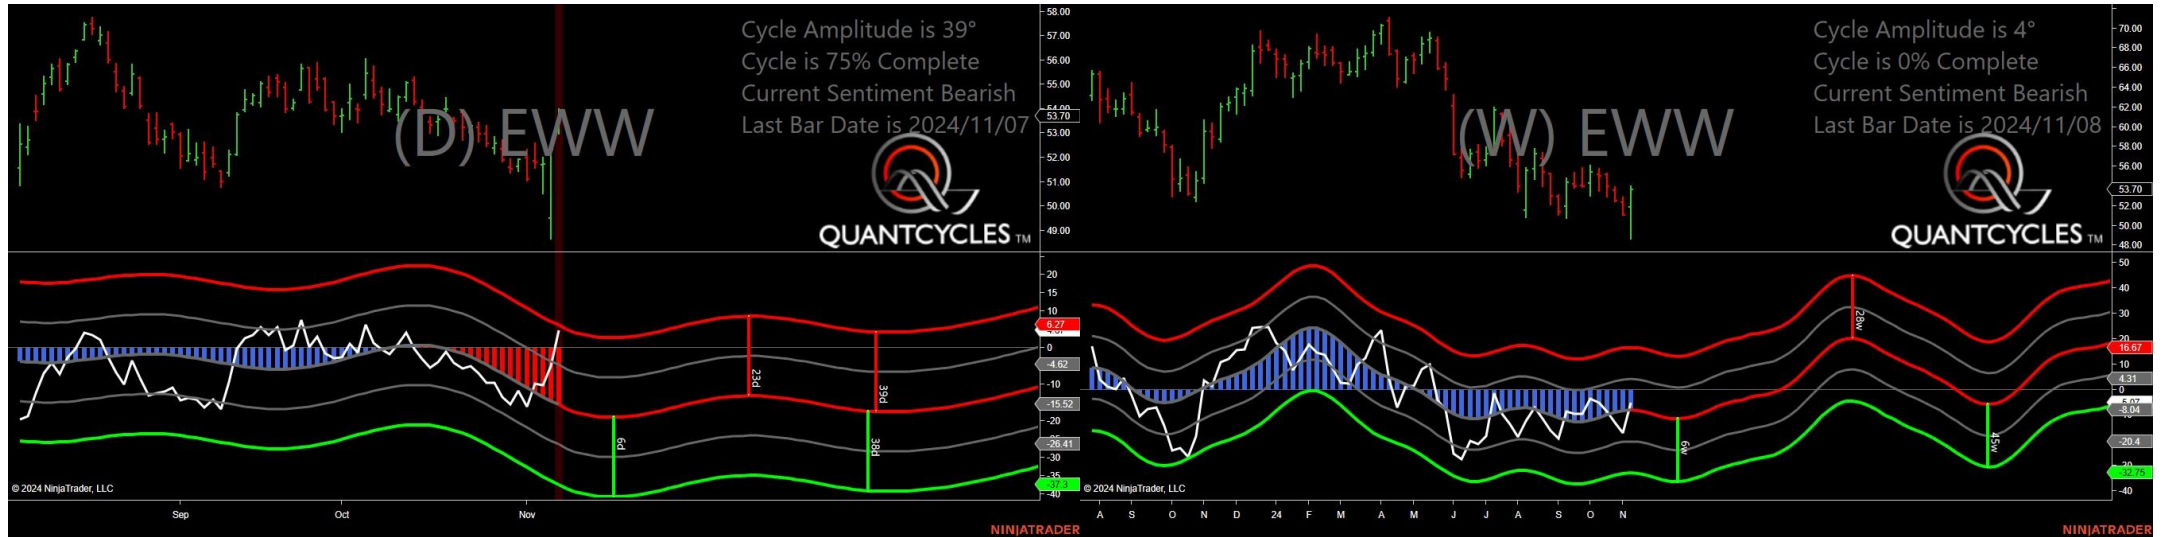 Cycle Amplitude is 39°
Cycle is 75% Complete
Current Sentiment Bearish
Last Bar Date is 2024/11/07
(D) EWW
QUANTCYCLES TM
58.00
57.00
56.00
55.00
54.00
53.70
53.00
52.00
51.00
50.00
49.00
20
15
10
6.27
0
-4.62
-10
-15.52
-20
-26.41
-30
-35
-37.3
-40
23d
39d
6d
38d
© 2024 NinjaTrader, LLC
Sep Oct Nov
NINJATRADER
Cycle Amplitude is 4°
Cycle is 0% Complete
Current Sentiment Bearish
Last Bar Date is 2024/11/08
(W) EWW
QUANTCYCLES TM
70.00
68.00
66.00
64.00
62.00
60.00
58.00
56.00
53.70
52.00
50.00
48.00
50
40
30
20
16.67
10
4.31
0
-8.04
-20.4
-32.75
-40
28w
6w
45w
© 2024 NinjaTrader, LLC
A S O N D 24 F M A M J J A S O N
NINJATRADER